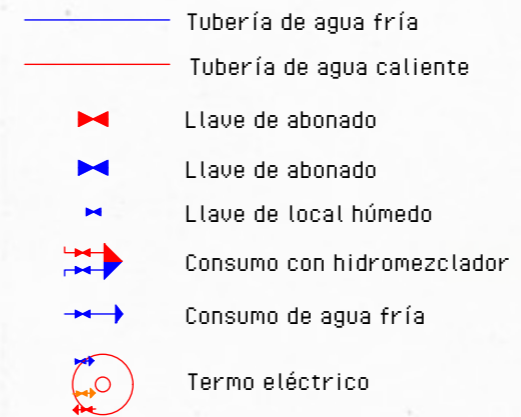 Tubería de agua fría
Tubería de agua caliente
Llave de abonado
Llave de abonado
Llave de local húmedo
Consumo con hidromezclador
Consumo de agua fría
Termo eléctrico